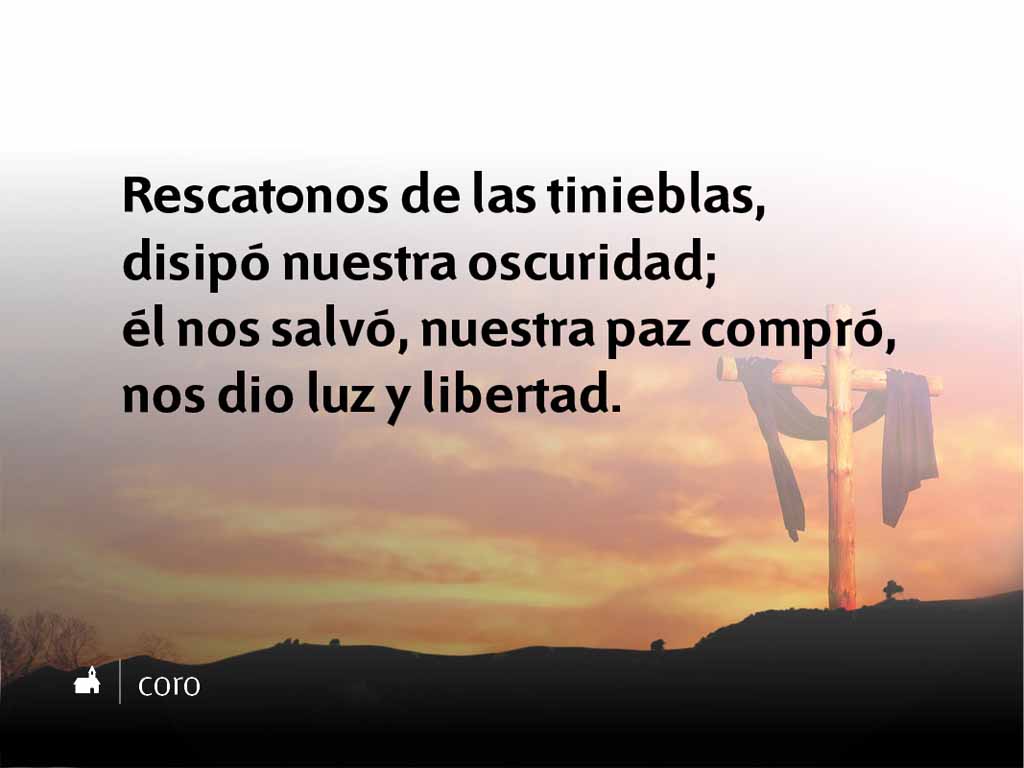 Rescatonos de las tinieblas,
disipó nuestra oscuridad;
él nos salvó, nuestra paz compró,
nos dio luz y libertad.
coro